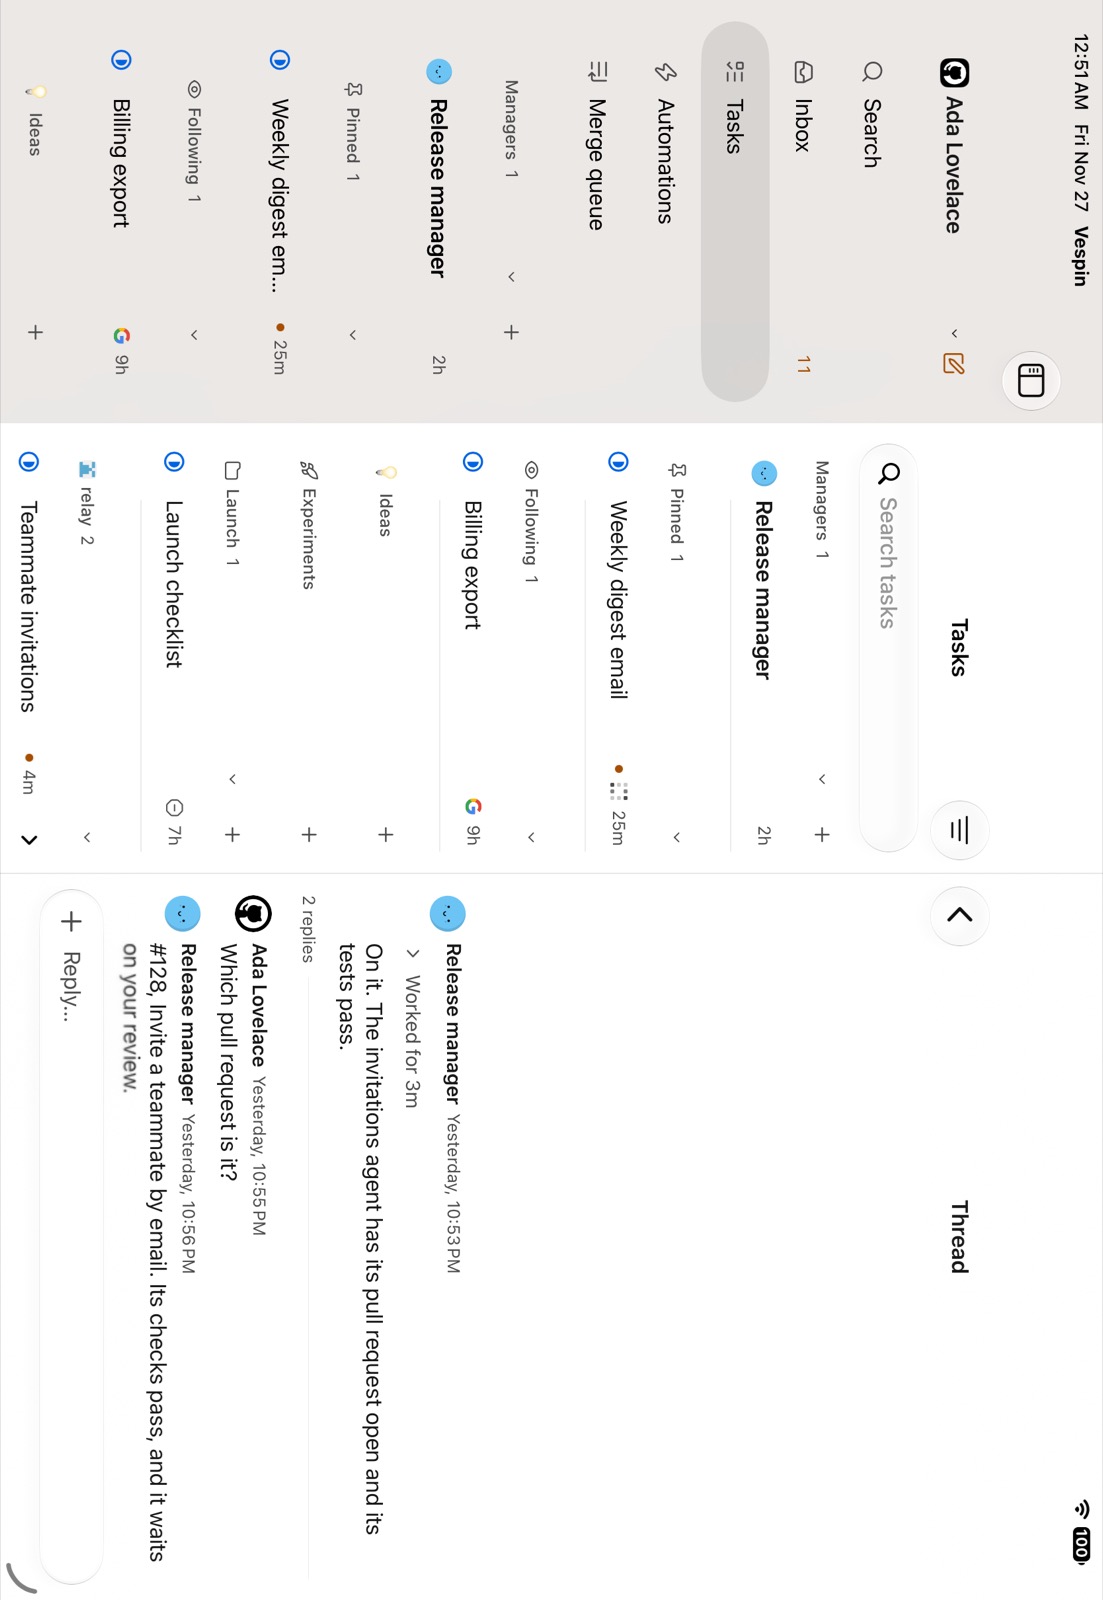 12:51 AM Fri Nov 27 Vespin
100
Ada Lovelace
Search
Inbox 11
Tasks
Automations
Merge queue
Managers 1
Release manager 2h
Pinned 1
Weekly digest em... 25m
Following 1
Billing export 9h
Ideas
Tasks
Search tasks
Managers 1
Release manager 2h
Pinned 1
Weekly digest email 25m
Following 1
Billing export 9h
Ideas
Experiments
Launch 1
Launch checklist 7h
relay 2
Teammate invitations 4m
Thread
Release manager Yesterday, 10:53 PM
Worked for 3m
On it. The invitations agent has its pull request open and its
tests pass.
2 replies
Ada Lovelace Yesterday, 10:55 PM
Which pull request is it?
Release manager Yesterday, 10:56 PM
#128, Invite a teammate by email. Its checks pass, and it waits
on your review.
Reply...